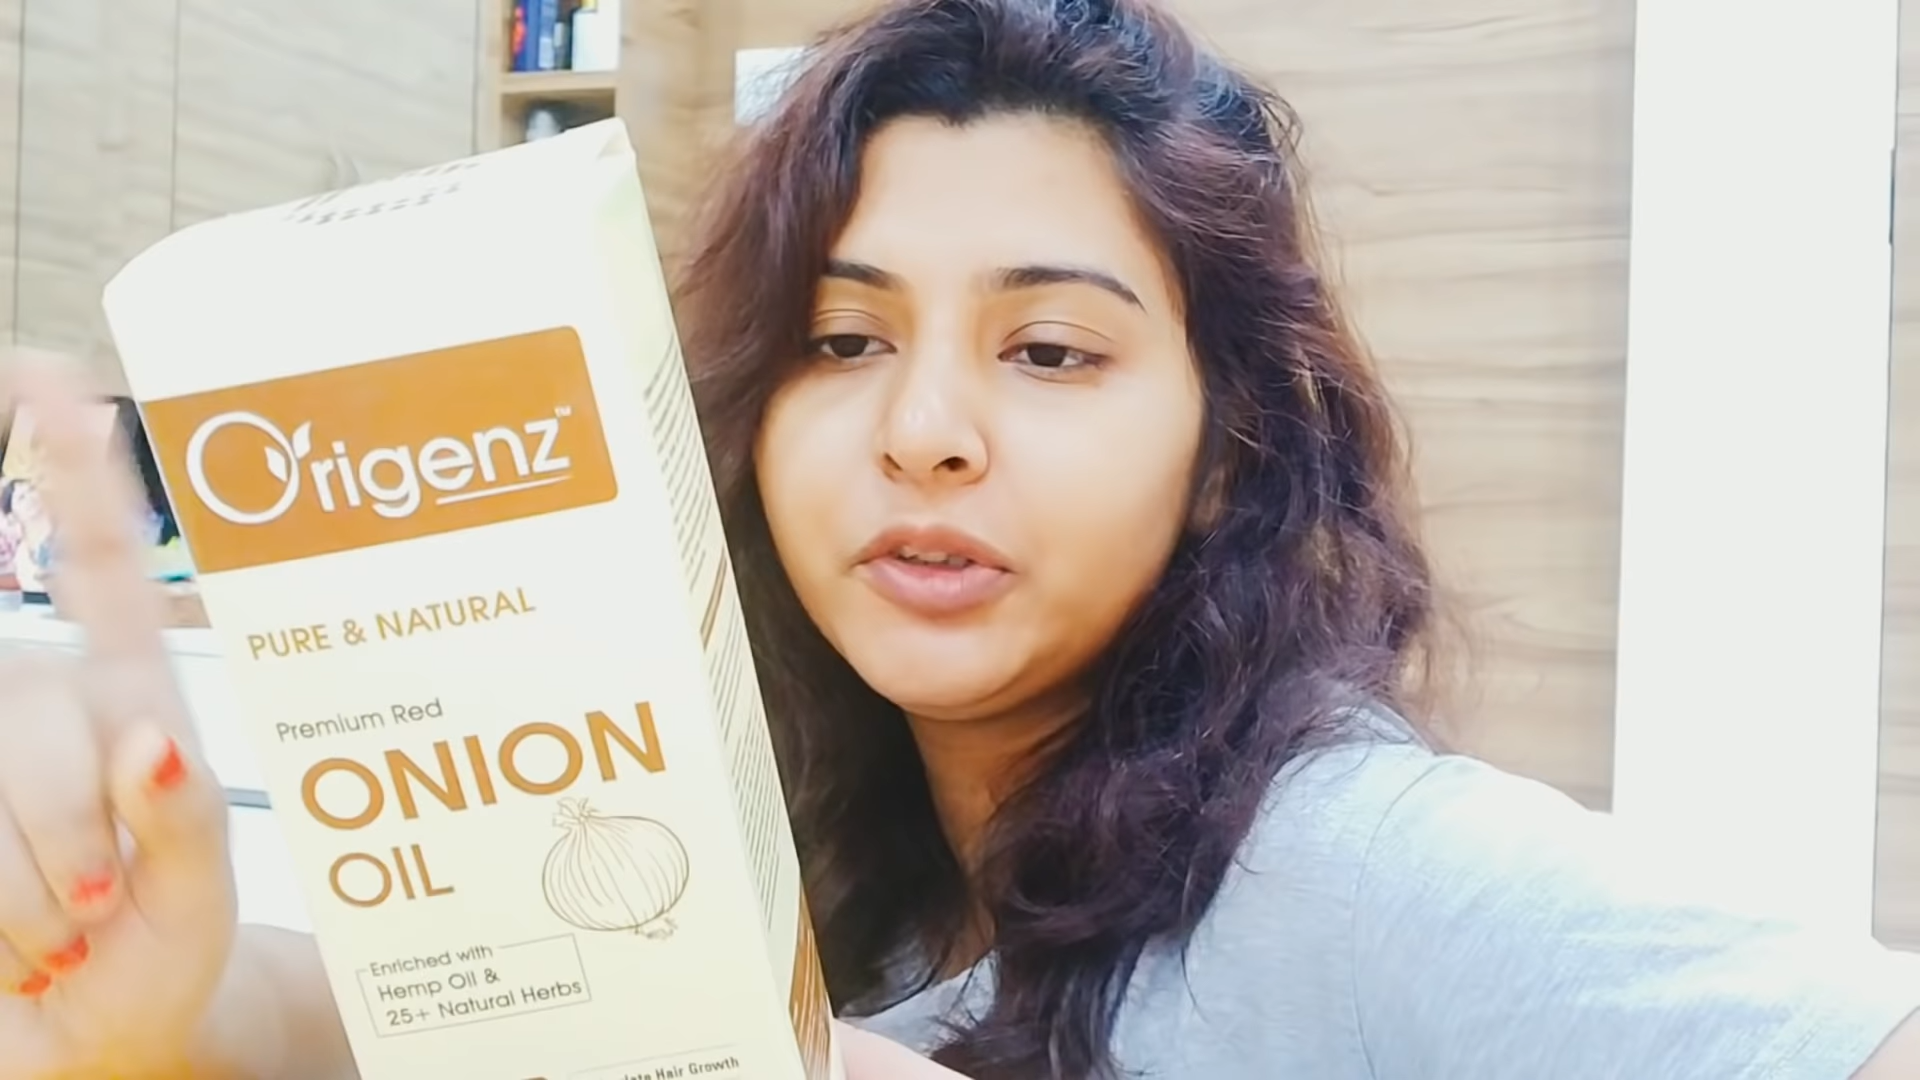 Origenz™
PURE & NATURAL
Premium Red
ONION
OIL
Enriched with
Hemp Oil &
25+ Natural Herbs
Hair Growth